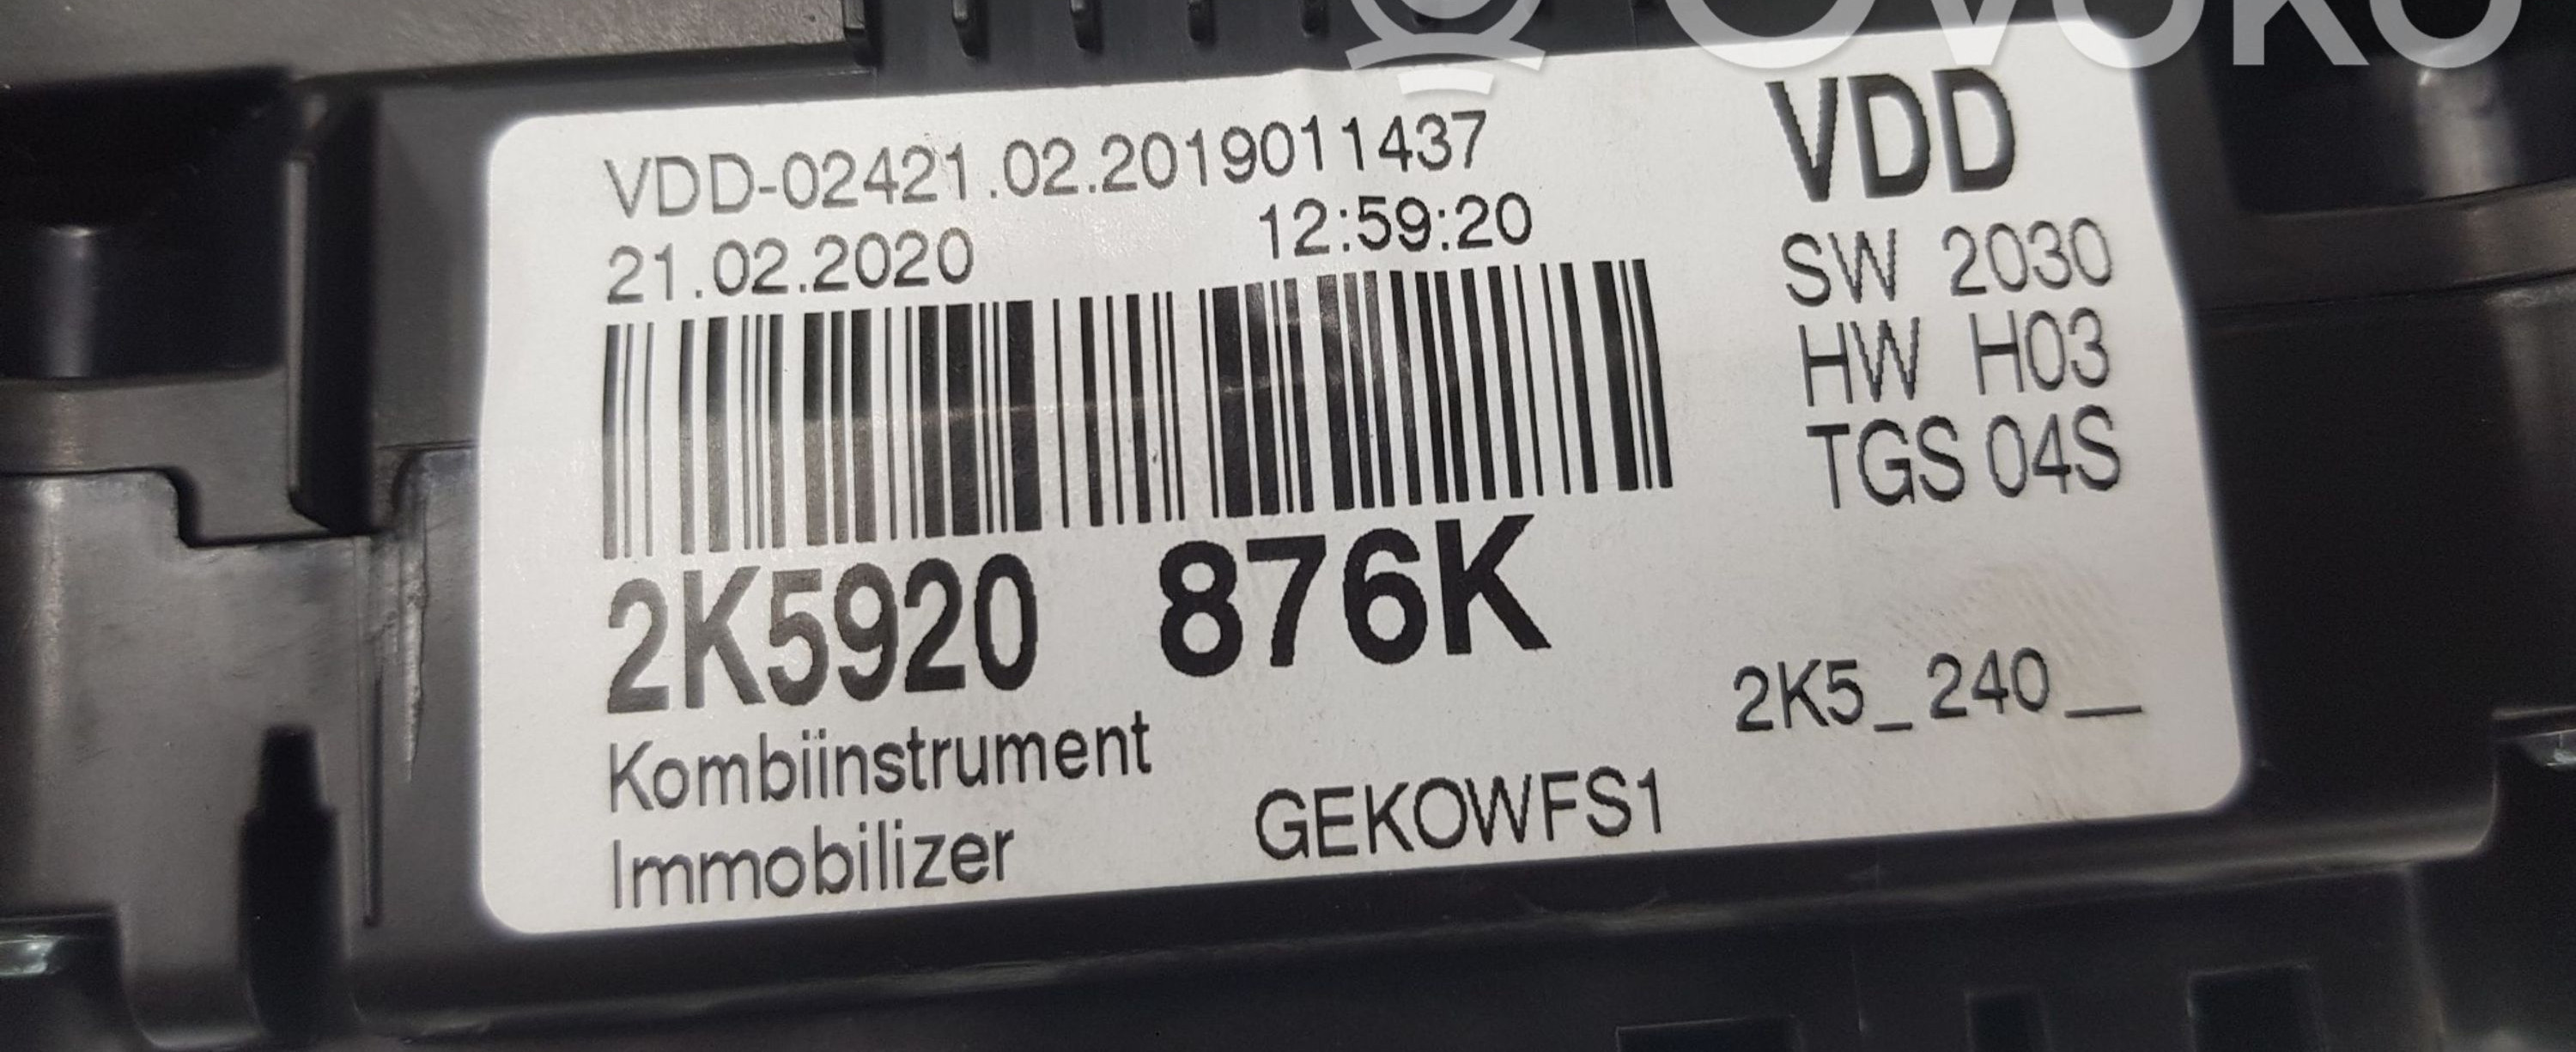 OVOKO
VDD-02421.02.2019011437
21.02.2020 12:59:20
VDD
SW 2030
HW H03
TGS 04S
2K5920 876K
2K5_240__
Kombiinstrument
Immobilizer GEKOWFS1